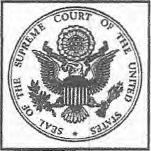 SEAL OF THE SUPREME COURT OF THE UNITED STATES